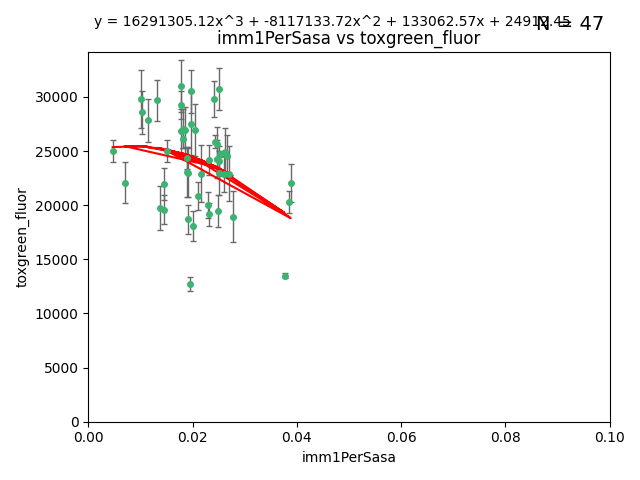 y = 16291305.12x^3 + -8117133.72x^2 + 133062.57x + 24912.45
N = 47
imm1PerSasa vs toxgreen_fluor
30000
25000
20000
15000
10000
5000
0
toxgreen_fluor
0.00 0.02 0.04 0.06 0.08 0.10
imm1PerSasa